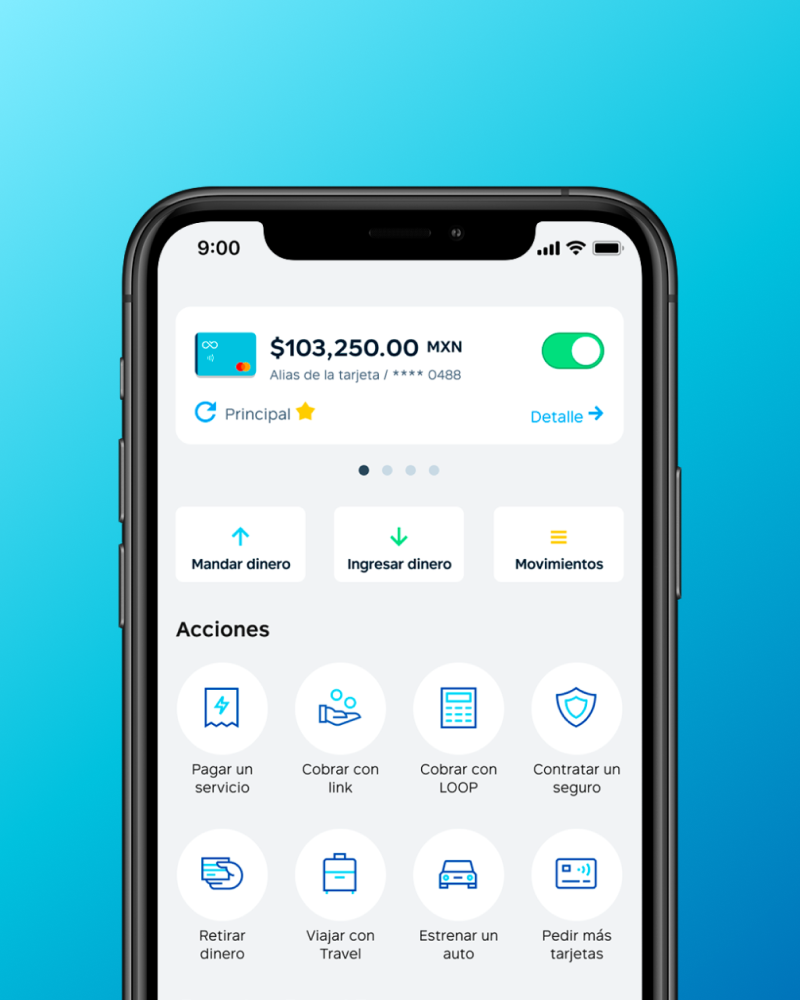 9:00
$103,250.00 MXN
Alias de la tarjeta / **** 0488
Principal
Detalle
Mandar dinero
Ingresar dinero
Movimientos
Acciones
Pagar un
servicio
Cobrar con
link
Cobrar con
LOOP
Contratar un
seguro
Retirar
dinero
Viajar con
Travel
Estrenar un
auto
Pedir más
tarjetas